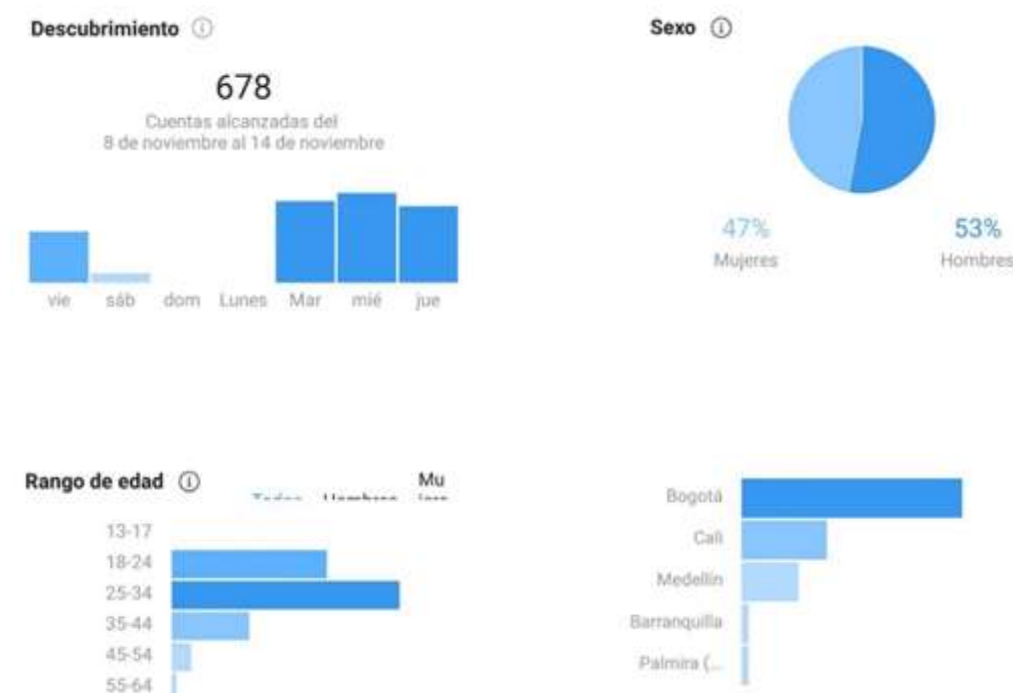 Descubrimiento
678
Cuentas alcanzadas del
8 de noviembre al 14 de noviembre
vie sáb dom Lunes Mar mié jue
Sexo
47% 53%
Mujeres Hombres
Rango de edad
Mu
13-17
18-24
25-34
35-44
45-54
55-64
Bogotá
Cali
Medellín
Barranquilla
Palmira (...